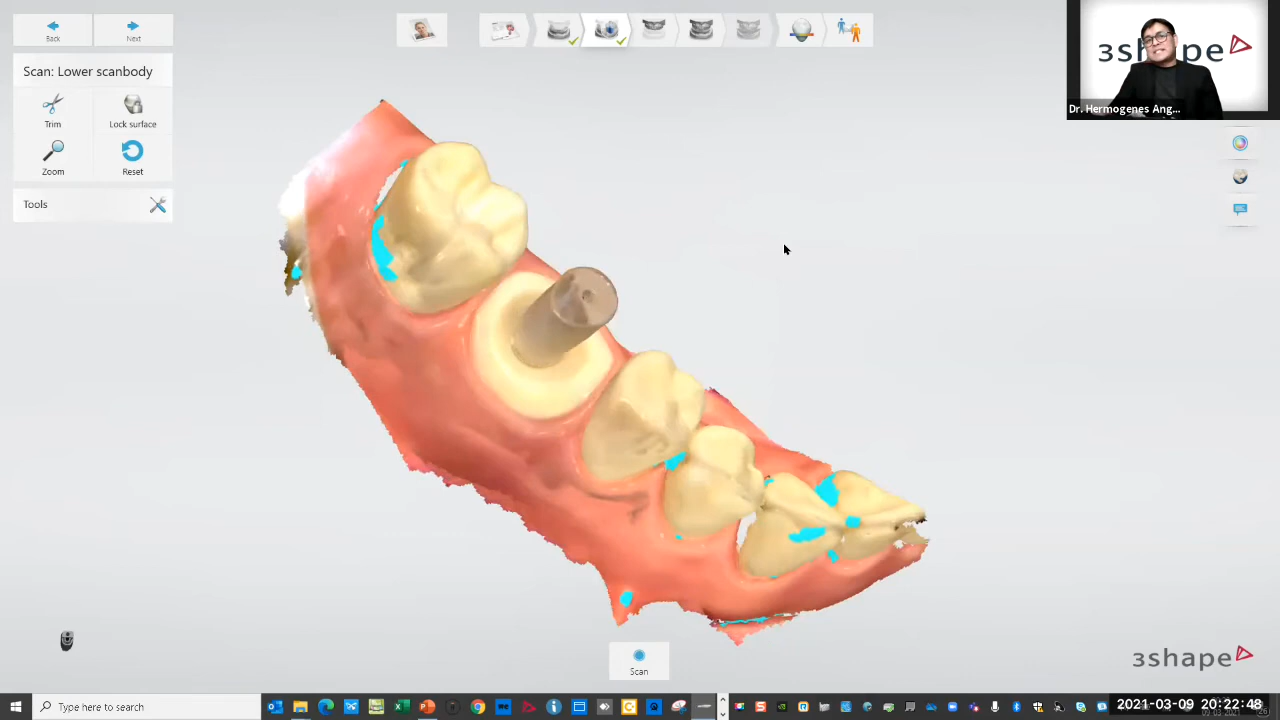 Back
Next
Scan: Lower scanbody
Trim
Lock surface
Zoom
Reset
Tools
3shape
Dr. Hermogenes Ang...
Scan
3shape
Type here to search
2021-03-09 20:22:48